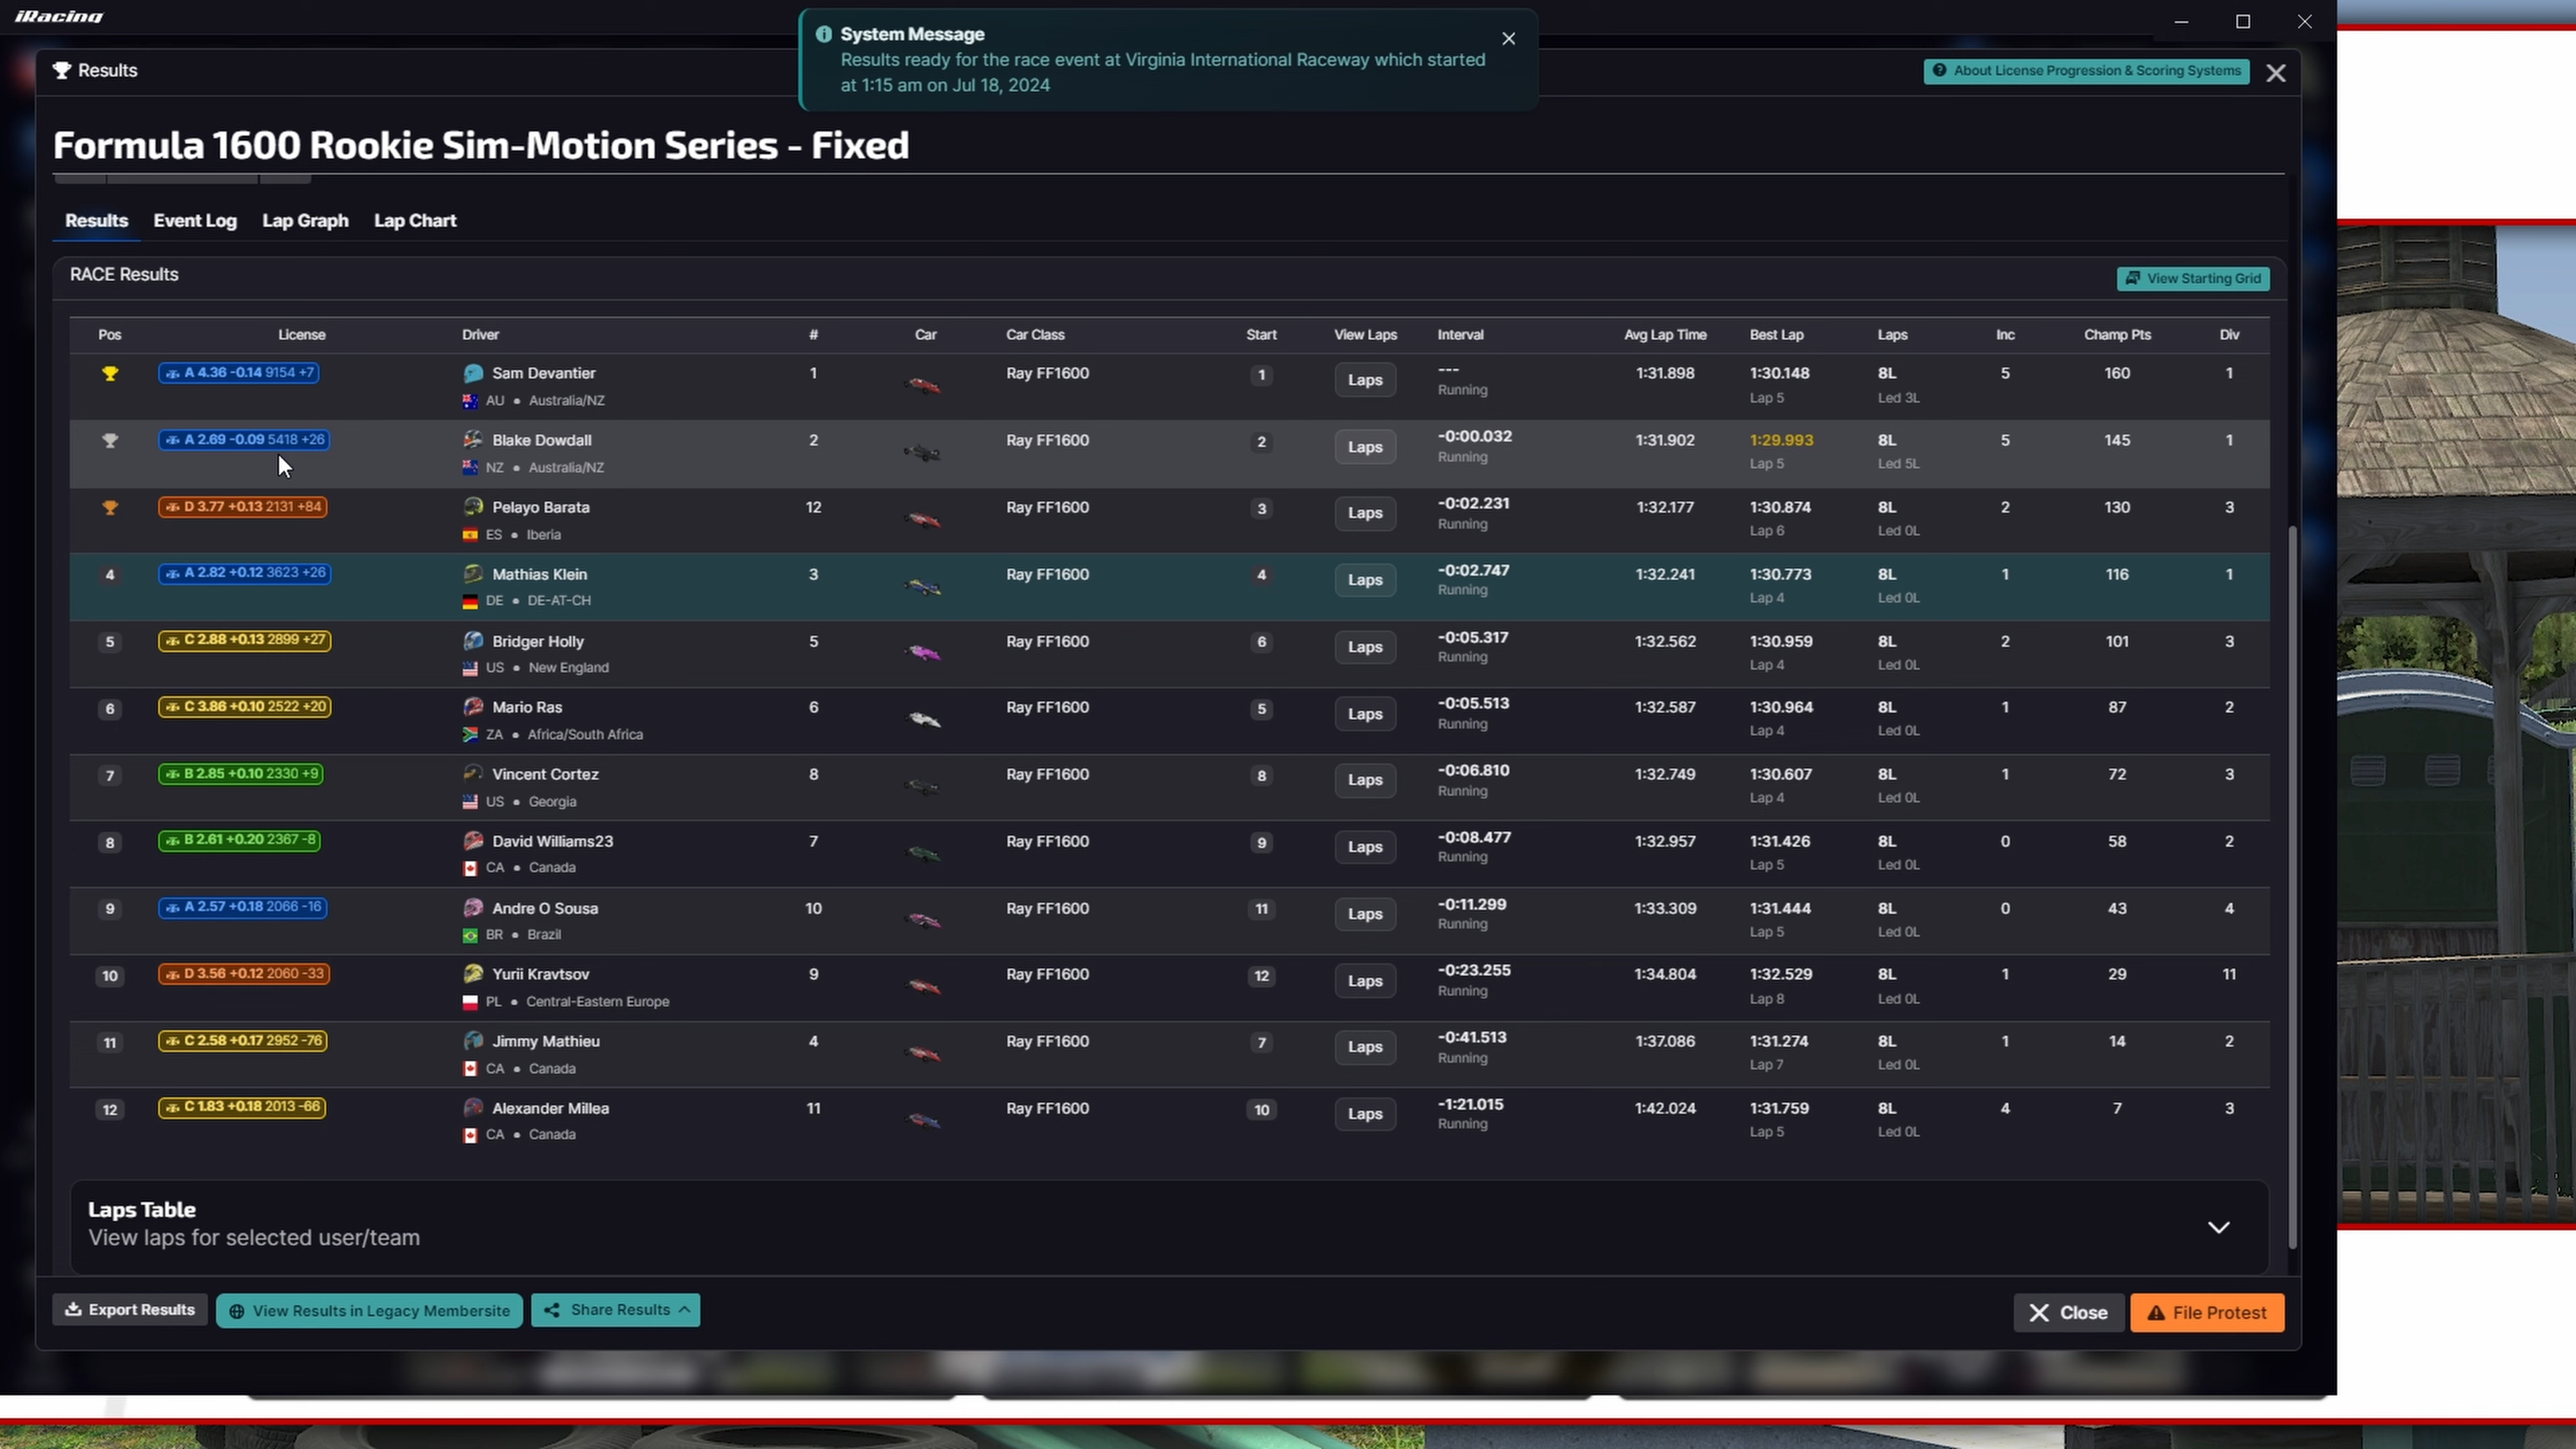 iRacing
System Message
Results ready for the race event at Virginia International Raceway which started
at 1:15 am on Jul 18, 2024
Results
About License Progression & Scoring Systems
Formula 1600 Rookie Sim-Motion Series - Fixed
Results Event Log Lap Graph Lap Chart
RACE Results
View Starting Grid
Pos License Driver # Car Car Class Start View Laps Interval Avg Lap Time Best Lap Laps Inc Champ Pts Div
A 4.36 -0.14 9154 +7 Sam Devantier 1 Ray FF1600 1 Laps --- 1:31.898 1:30.148 8L 5 160 1
AU • Australia/NZ Running Lap 5 Led 3L
A 2.69 -0.09 5418 +26 Blake Dowdall 2 Ray FF1600 2 Laps -0:00.032 1:31.902 1:29.993 8L 5 145 1
NZ • Australia/NZ Running Lap 5 Led 5L
D 3.77 +0.13 2131 +84 Pelayo Barata 12 Ray FF1600 3 Laps -0:02.231 1:32.177 1:30.874 8L 2 130 3
ES • Iberia Running Lap 6 Led 0L
4 A 2.82 +0.12 3623 +26 Mathias Klein 3 Ray FF1600 4 Laps -0:02.747 1:32.241 1:30.773 8L 1 116 1
DE • DE-AT-CH Running Lap 4 Led 0L
5 C 2.88 +0.13 2899 +27 Bridger Holly 5 Ray FF1600 6 Laps -0:05.317 1:32.562 1:30.959 8L 2 101 3
US • New England Running Lap 4 Led 0L
6 C 3.86 +0.10 2522 +20 Mario Ras 6 Ray FF1600 5 Laps -0:05.513 1:32.587 1:30.964 8L 1 87 2
ZA • Africa/South Africa Running Lap 4 Led 0L
7 B 2.85 +0.10 2330 +9 Vincent Cortez 8 Ray FF1600 8 Laps -0:06.810 1:32.749 1:30.607 8L 1 72 3
US • Georgia Running Lap 4 Led 0L
8 B 2.61 +0.20 2367 -8 David Williams23 7 Ray FF1600 9 Laps -0:08.477 1:32.957 1:31.426 8L 0 58 2
CA • Canada Running Lap 5 Led 0L
9 A 2.57 +0.18 2066 -16 Andre O Sousa 10 Ray FF1600 11 Laps -0:11.299 1:33.309 1:31.444 8L 0 43 4
BR • Brazil Running Lap 5 Led 0L
10 D 3.56 +0.12 2060 -33 Yurii Kravtsov 9 Ray FF1600 12 Laps -0:23.255 1:34.804 1:32.529 8L 1 29 11
PL • Central-Eastern Europe Running Lap 8 Led 0L
11 C 2.58 +0.17 2952 -76 Jimmy Mathieu 4 Ray FF1600 7 Laps -0:41.513 1:37.086 1:31.274 8L 1 14 2
CA • Canada Running Lap 7 Led 0L
12 C 1.83 +0.18 2013 -66 Alexander Millea 11 Ray FF1600 10 Laps -1:21.015 1:42.024 1:31.759 8L 4 7 3
CA • Canada Running Lap 5 Led 0L
Laps Table
View laps for selected user/team
Export Results View Results in Legacy Membersite Share Results Close File Protest